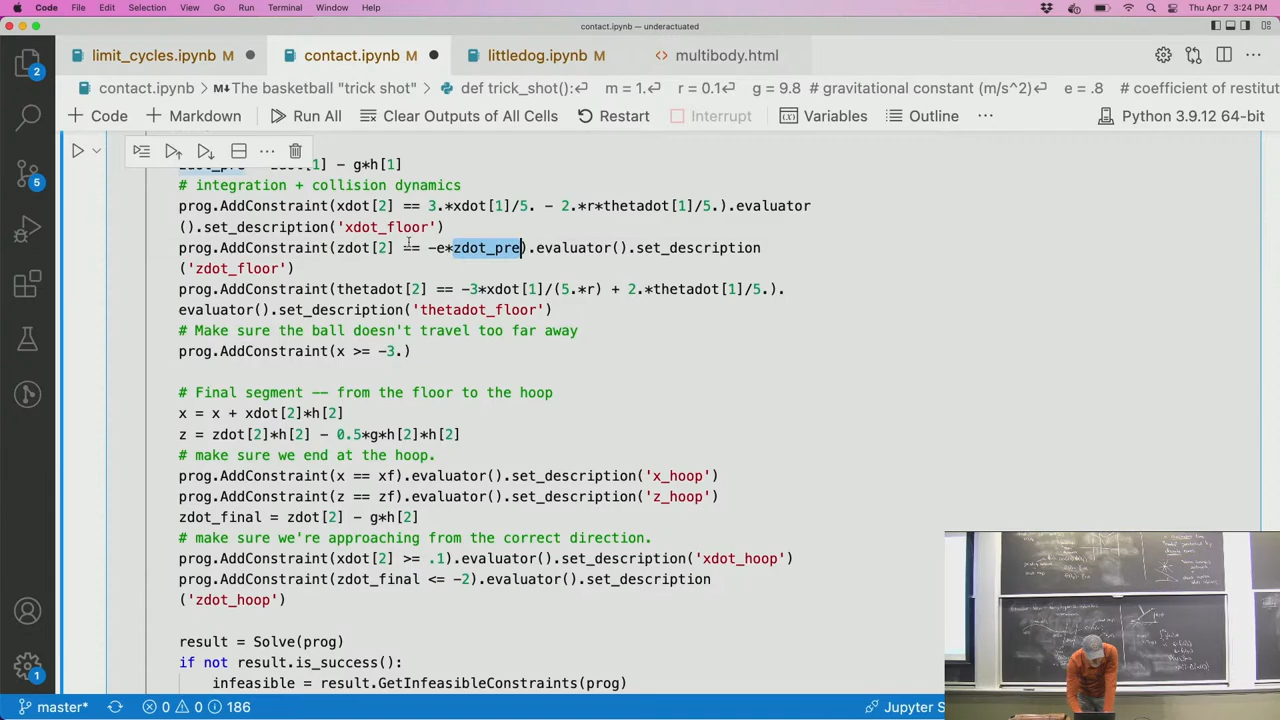 Code File Edit Selection View Go Run Terminal Window Help Thu Apr 7 3:24 PM
contact.ipynb — underactuated
limit_cycles.ipynb M contact.ipynb M littledog.ipynb M <> multibody.html
contact.ipynb > M↓The basketball "trick shot" > def trick_shot():↵ m = 1.↵ r = 0.1↵ g = 9.8 # gravitational constant (m/s^2)↵ e = .8 # coefficient of restitut
+ Code + Markdown Run All Clear Outputs of All Cells Restart Interrupt Variables Outline ··· Python 3.9.12 64-bit
[1] - g*h[1]
# integration + collision dynamics
prog.AddConstraint(xdot[2] == 3.*xdot[1]/5. - 2.*r*thetadot[1]/5.).evaluator
().set_description('xdot_floor')
prog.AddConstraint(zdot[2] == -e*zdot_pre).evaluator().set_description
('zdot_floor')
prog.AddConstraint(thetadot[2] == -3*xdot[1]/(5.*r) + 2.*thetadot[1]/5.).
evaluator().set_description('thetadot_floor')
# Make sure the ball doesn't travel too far away
prog.AddConstraint(x >= -3.)
# Final segment -- from the floor to the hoop
x = x + xdot[2]*h[2]
z = zdot[2]*h[2] - 0.5*g*h[2]*h[2]
# make sure we end at the hoop.
prog.AddConstraint(x == xf).evaluator().set_description('x_hoop')
prog.AddConstraint(z == zf).evaluator().set_description('z_hoop')
zdot_final = zdot[2] - g*h[2]
# make sure we're approaching from the correct direction.
prog.AddConstraint(xdot[2] >= .1).evaluator().set_description('xdot_hoop')
prog.AddConstraint(zdot_final <= -2).evaluator().set_description
('zdot_hoop')
result = Solve(prog)
if not result.is_success():
infeasible = result.GetInfeasibleConstraints(prog)
2
5
1
master* 0 0 186 Jupyter S